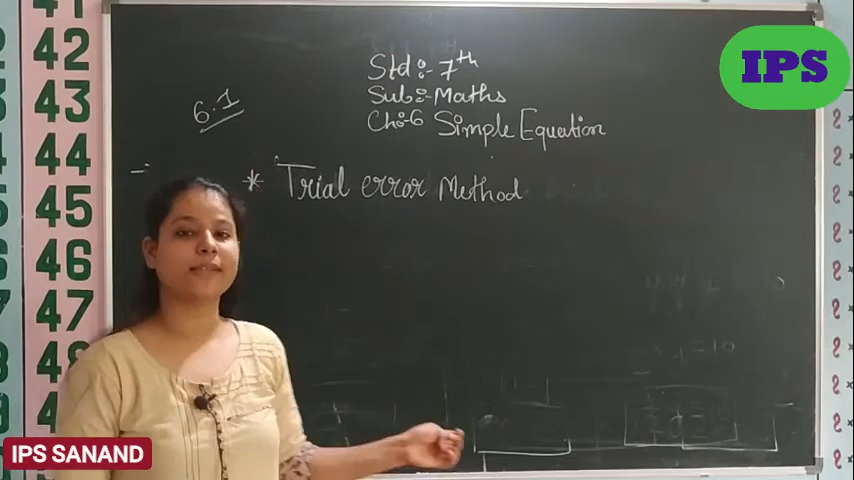 Std :- 7th
Sub :- Maths
Ch :- 6 Simple Equation
6.1
* Trial error Method
IPS
41
42
43
44
45
46
47
48
IPS SANAND